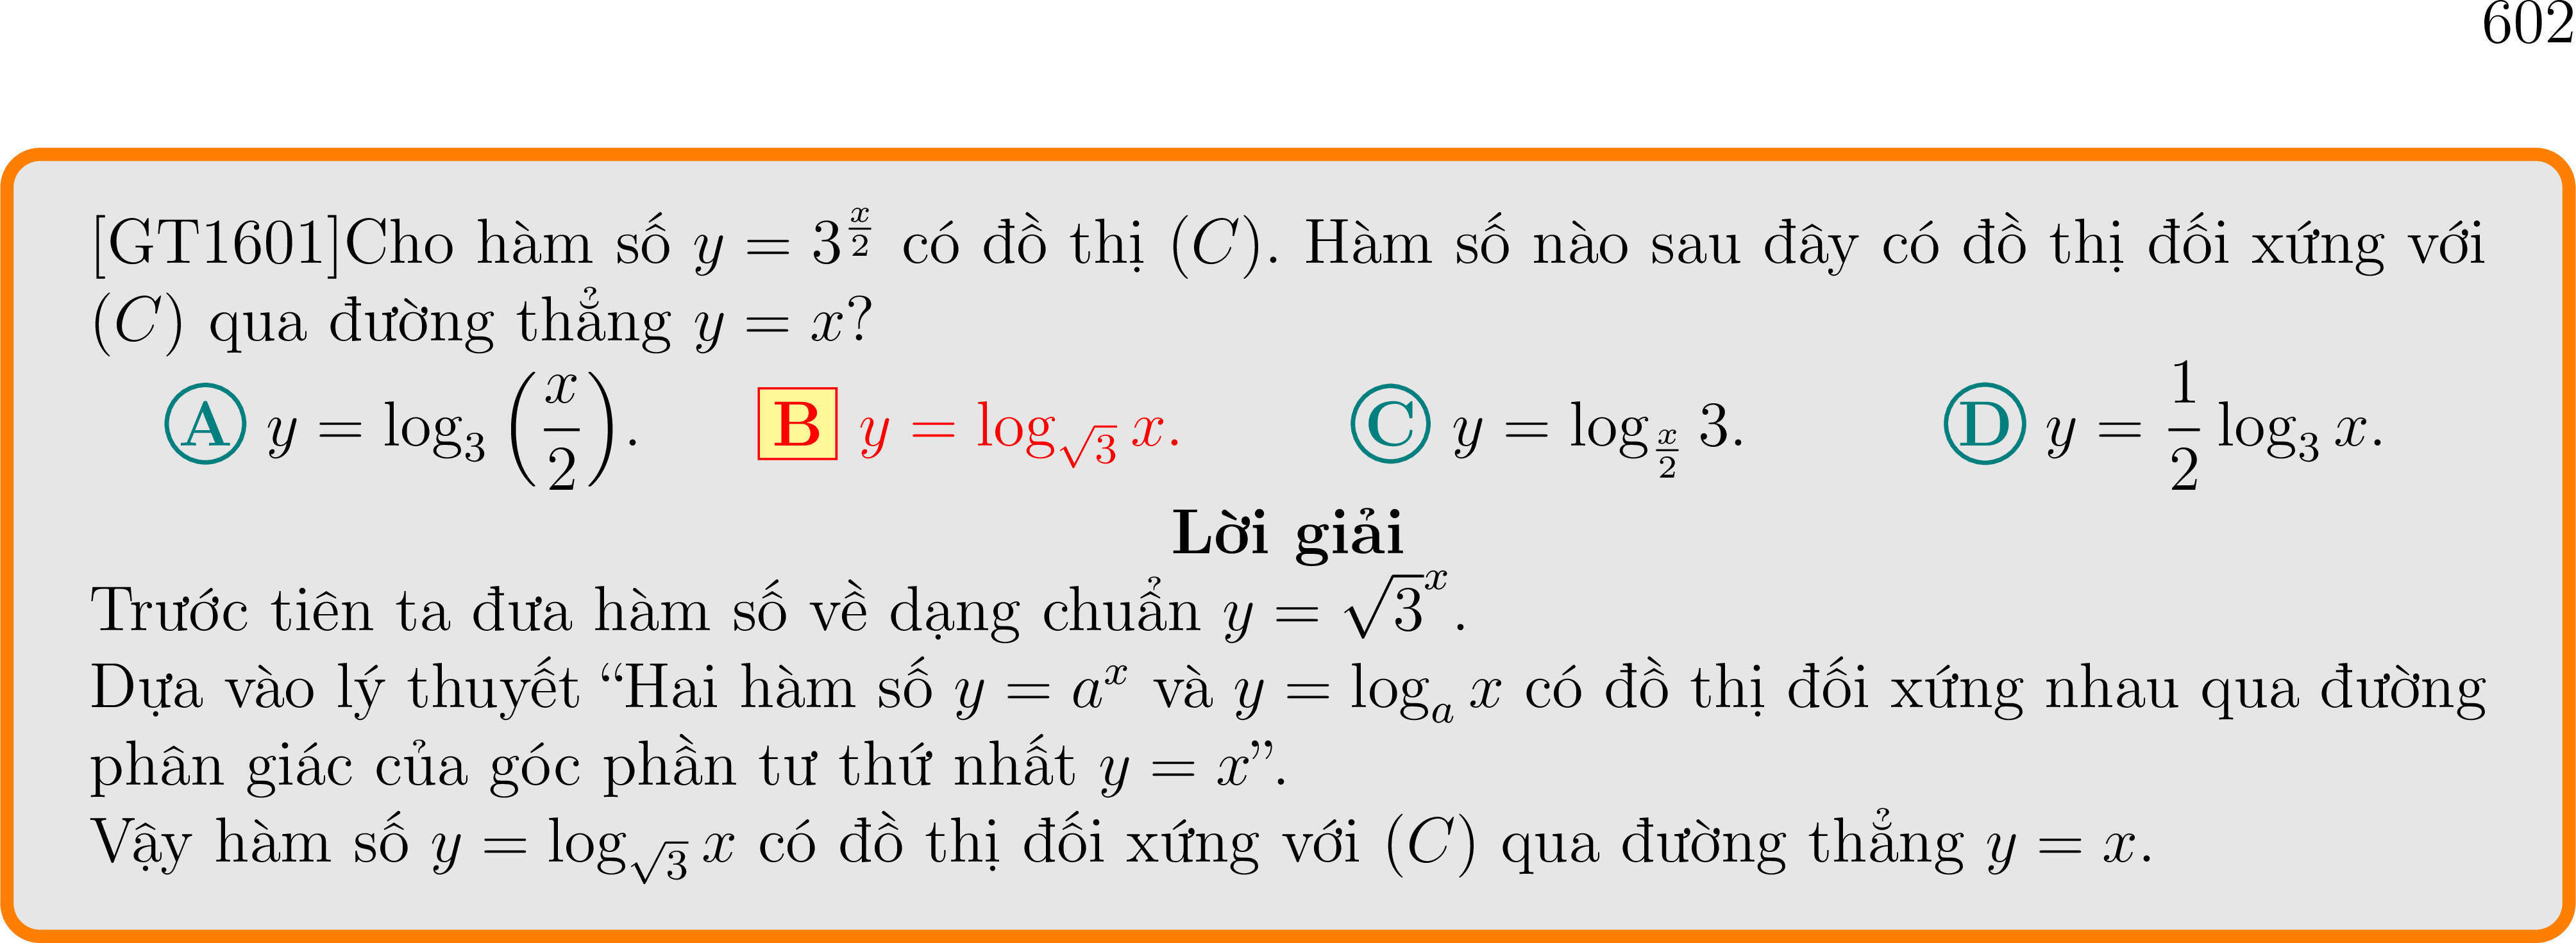 602
[GT1601]Cho hàm số $y = 3^{\frac{x}{2}}$ có đồ thị $(C)$. Hàm số nào sau đây có đồ thị đối xứng với
$(C)$ qua đường thẳng $y = x$?
A $y = \log_3 \left(\frac{x}{2}\right)$. B $y = \log_{\sqrt{3}} x$. C $y = \log_{\frac{x}{2}} 3$. D $y = \frac{1}{2} \log_3 x$.
Lời giải
Trước tiên ta đưa hàm số về dạng chuẩn $y = \sqrt{3}^x$.
Dựa vào lý thuyết “Hai hàm số $y = a^x$ và $y = \log_a x$ có đồ thị đối xứng nhau qua đường
phân giác của góc phần tư thứ nhất $y = x$”.
Vậy hàm số $y = \log_{\sqrt{3}} x$ có đồ thị đối xứng với $(C)$ qua đường thẳng $y = x$.